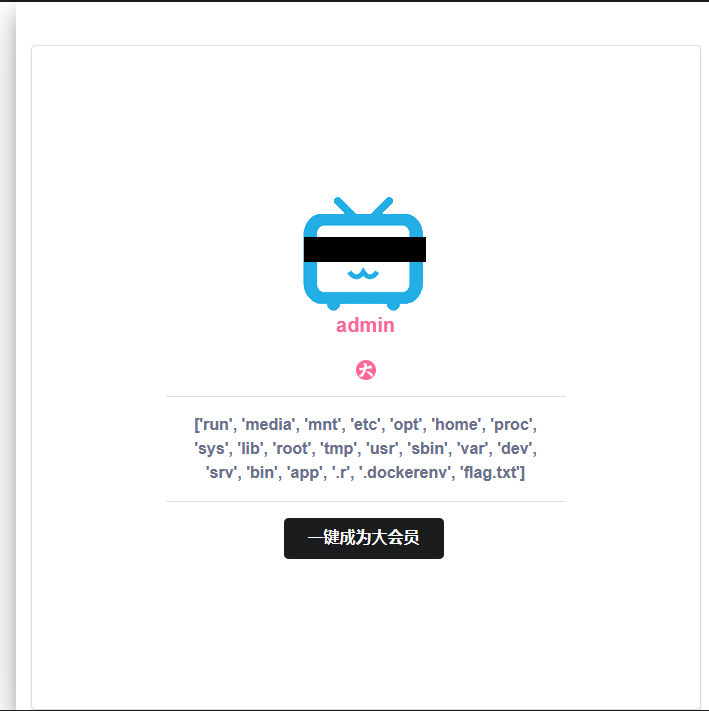 admin
大
['run', 'media', 'mnt', 'etc', 'opt', 'home', 'proc',
'sys', 'lib', 'root', 'tmp', 'usr', 'sbin', 'var', 'dev',
'srv', 'bin', 'app', '.r', '.dockerenv', 'flag.txt']
一键成为大会员